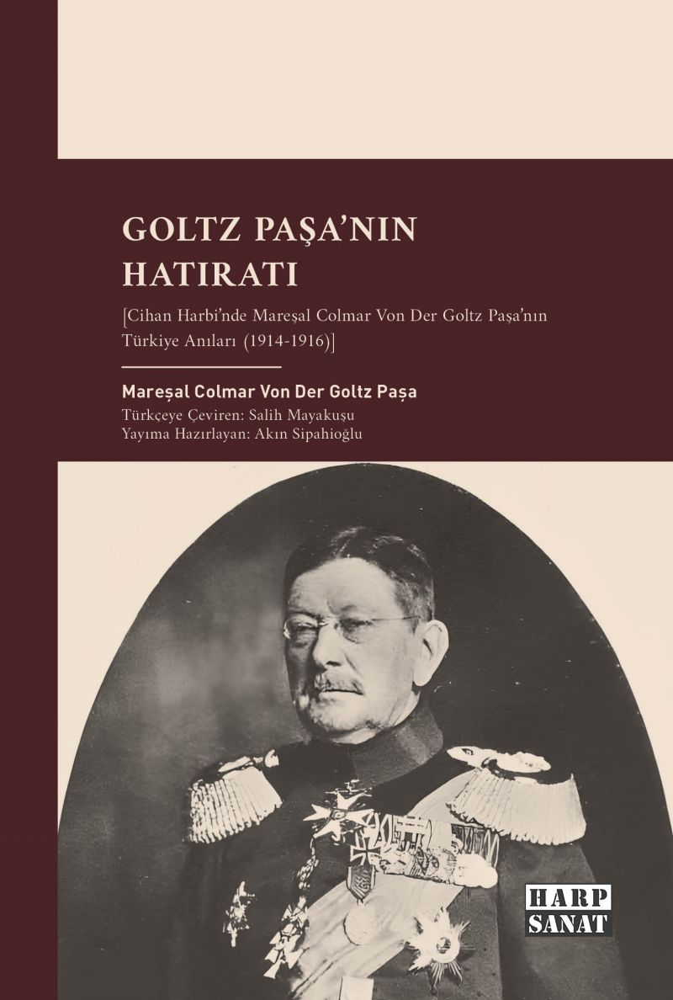 GOLTZ PAŞA’NIN
HATIRATI
[Cihan Harbi’nde Mareşal Colmar Von Der Goltz Paşa’nın
Türkiye Anıları (1914-1916)]
Mareşal Colmar Von Der Goltz Paşa
Türkçeye Çeviren: Salih Mayakuşu
Yayıma Hazırlayan: Akın Sipahioğlu
HARP
SANAT